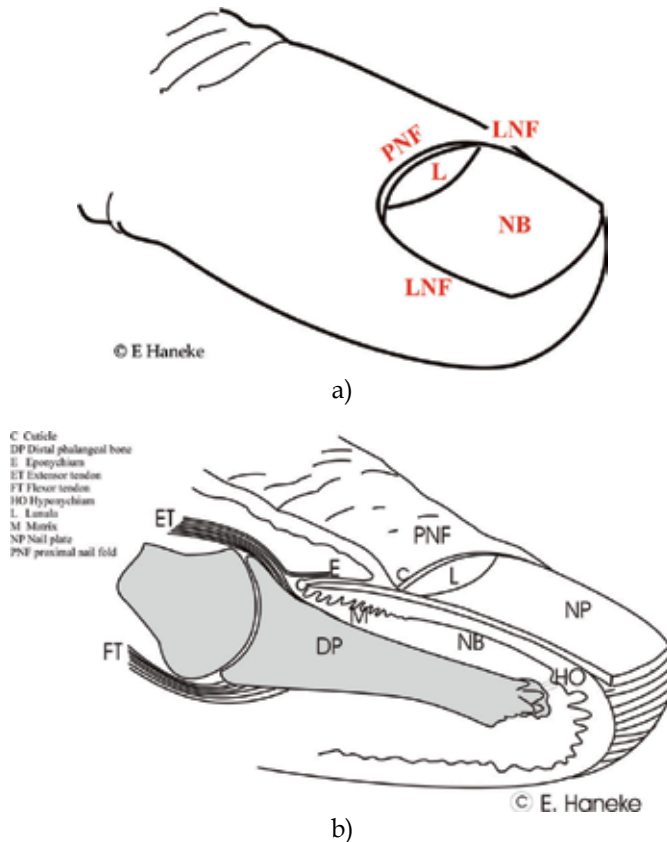 PNF
LNF
L
NB
LNF
© E Haneke
a)
C Cuticle
DP Distal phalangeal bone
E Eponychium
ET Extensor tendon
FT Flexor tendon
HO Hyponychium
L Lunula
M Matrix
NP Nail plate
PNF proximal nail fold
ET
PNF
E
C
L
NP
M
NB
DP
HO
FT
© E. Haneke
b)